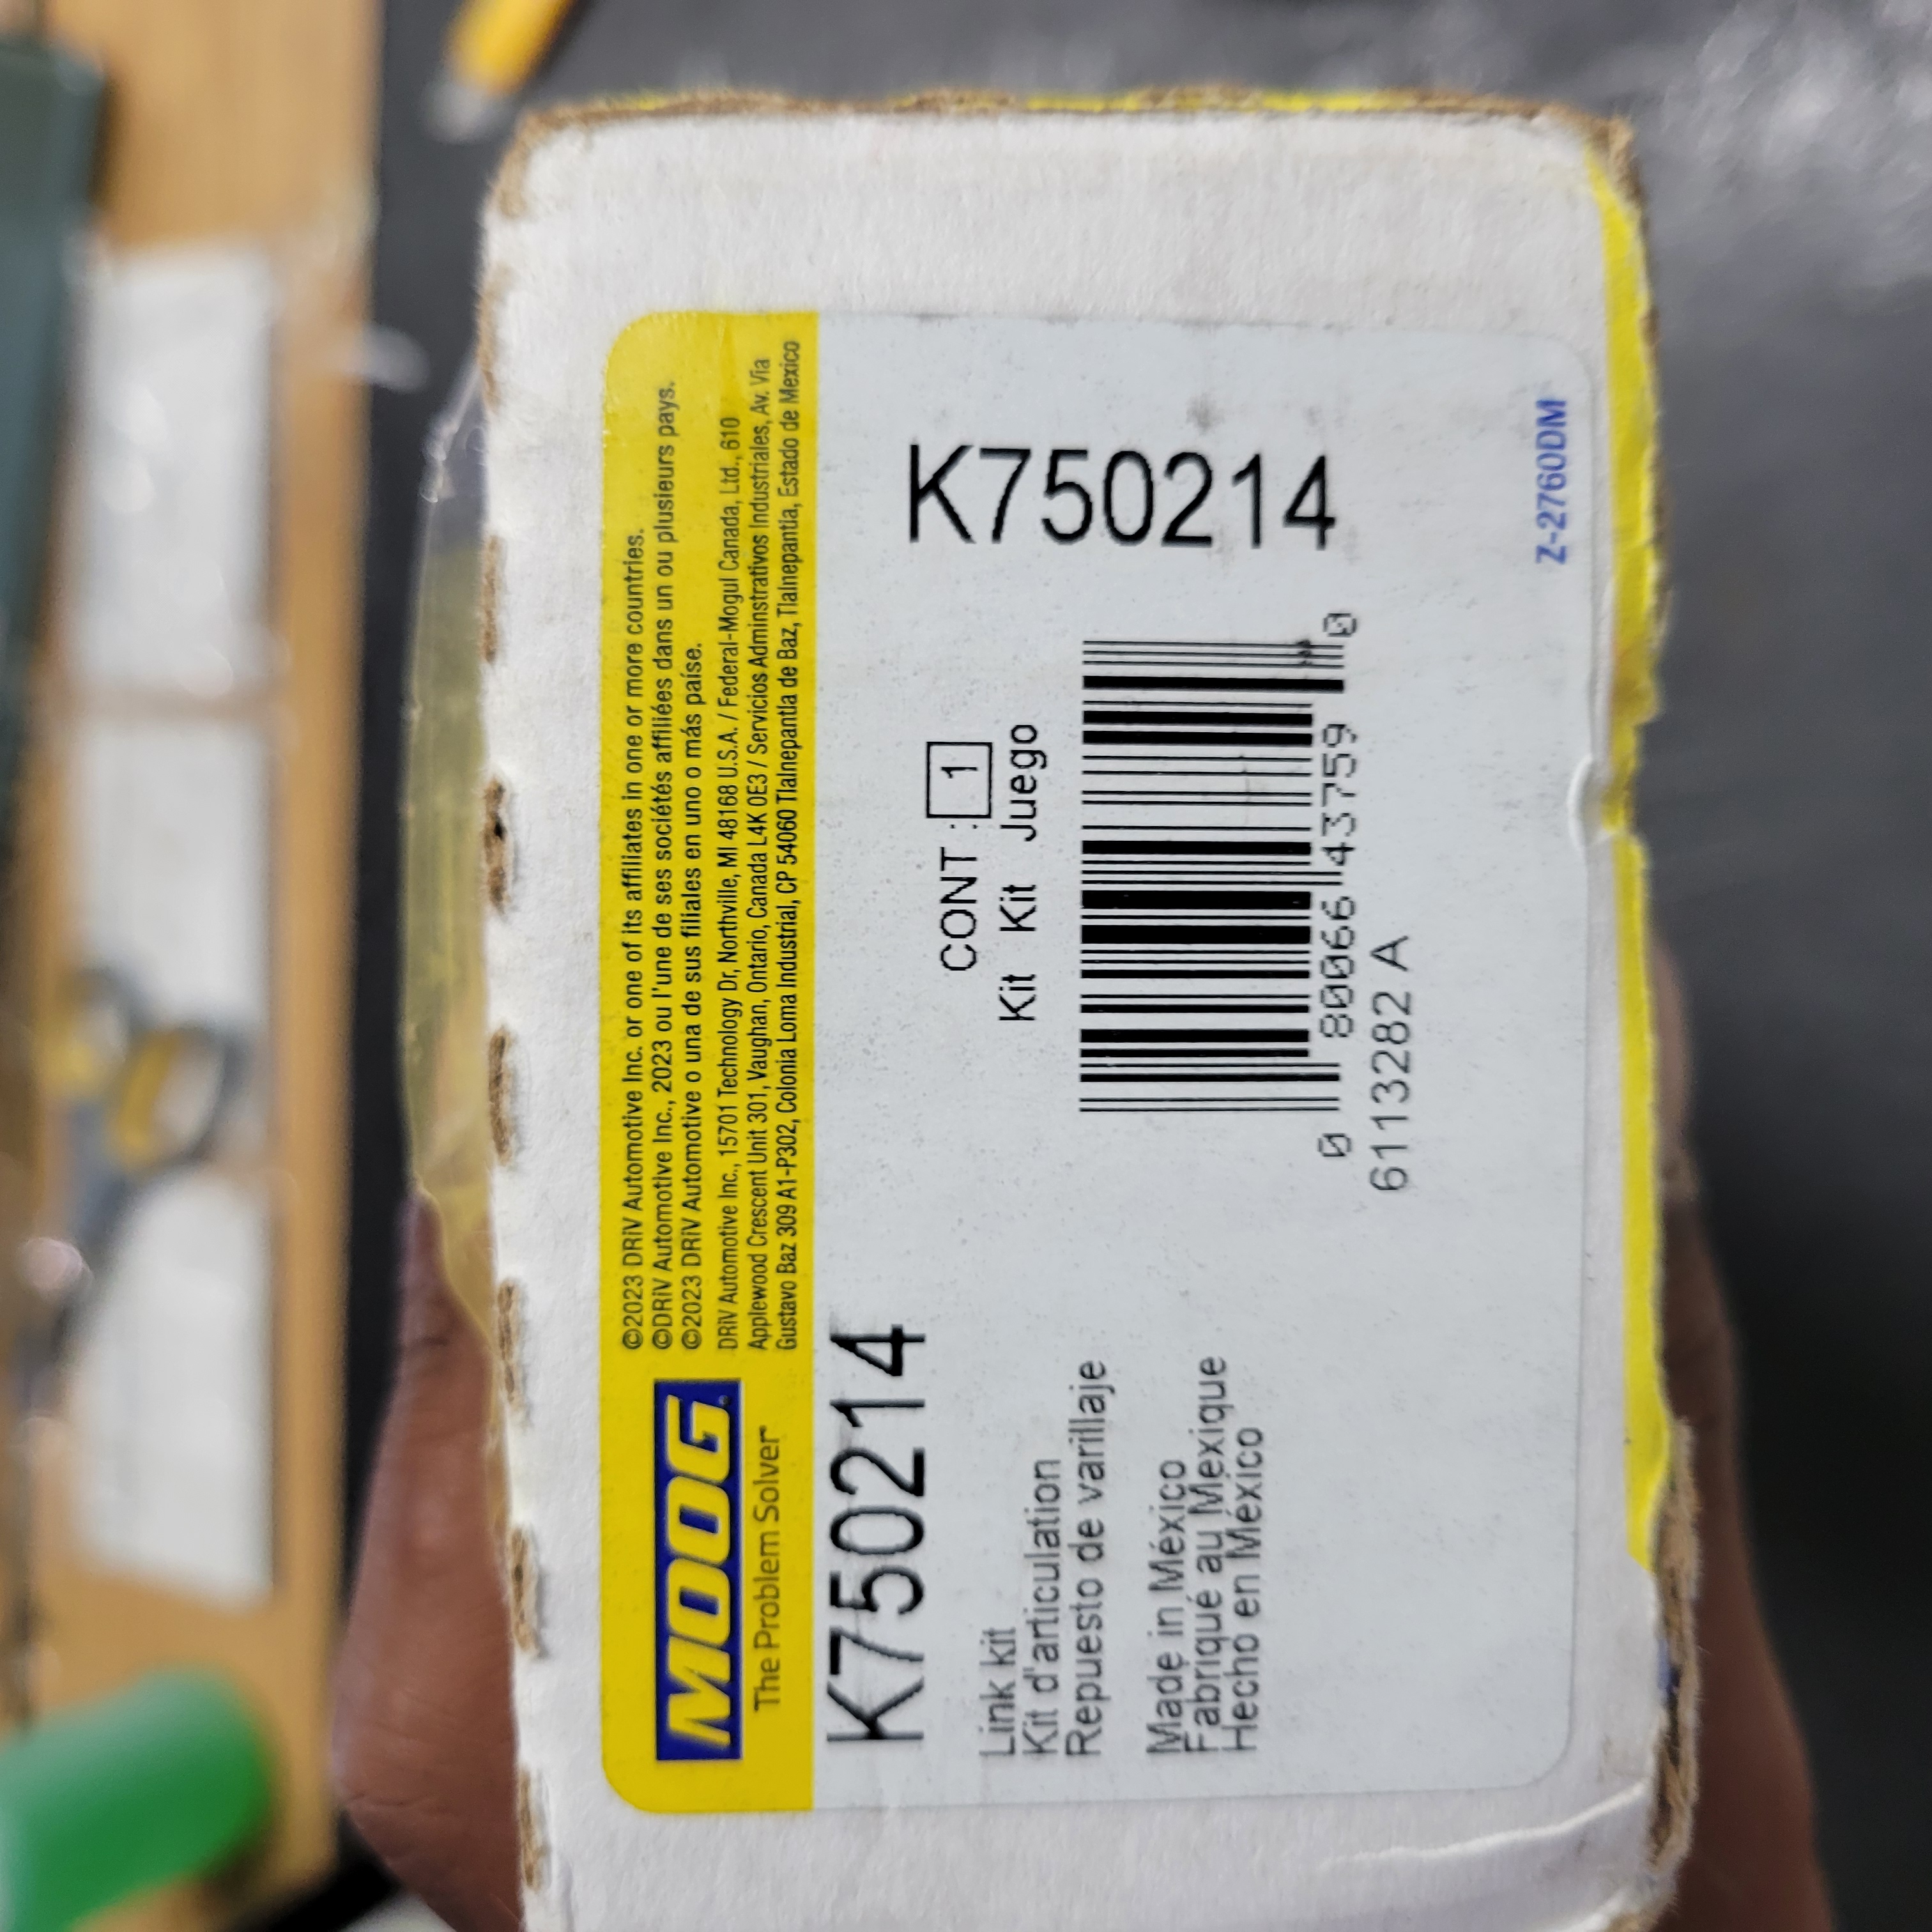 MOOG
The Problem Solver™
©2023 DRiV Automotive Inc. or one of its affiliates in one or more countries.
©DRiV Automotive Inc., 2023 ou l'une de ses sociétés affiliées dans un ou plusieurs pays.
©2023 DRiV Automotive o una de sus filiales en uno o más paíse.
DRiV Automotive Inc., 15701 Technology Dr, Northville, MI 48168 U.S.A. / Federal-Mogul Canada, Ltd., 610
Applewood Crescent Unit 301, Vaughan, Ontario, Canada L4K 0E3 / Servicios Adminstrativos Industriales, Av. Via
Gustavo Baz 309 A1-P302, Colonia Loma Industrial, CP 54060 Tlalnepantla de Baz, Tlalnepantla, Estado de Mexico
K750214
Link kit
Kit d'articulation
Repuesto de varillaje
Made in México
Fabriqué au Mexique
Hecho en México
CONT : 1
Kit Kit Juego
K750214
0 80066 43759 0
6113282 A
Z-2760DM